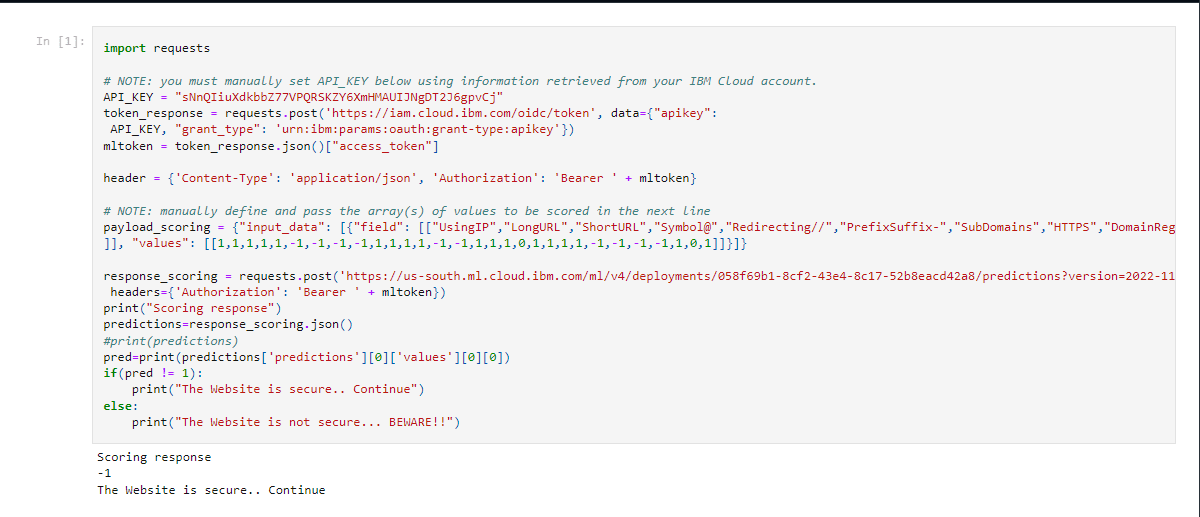 In [1]:
import requests
# NOTE: you must manually set API_KEY below using information retrieved from your IBM Cloud account.
API_KEY = "sNnQIiuXdkbbZ77VPQRSKZY6XmHMAUIJNgDT2J6gpvCj"
token_response = requests.post('https://iam.cloud.ibm.com/oidc/token', data={"apikey":
API_KEY, "grant_type": 'urn:ibm:params:oauth:grant-type:apikey'})
mltoken = token_response.json()["access_token"]
header = {'Content-Type': 'application/json', 'Authorization': 'Bearer ' + mltoken}
# NOTE: manually define and pass the array(s) of values to be scored in the next line
payload_scoring = {"input_data": [{"field": [["UsingIP","LongURL","ShortURL","Symbol@","Redirecting//","PrefixSuffix-","SubDomains","HTTPS","DomainReg
]], "values": [[1,1,1,1,1,-1,-1,-1,-1,1,1,1,1,-1,-1,1,1,1,0,1,1,1,1,-1,-1,-1,-1,1,0,1]]}]}
response_scoring = requests.post('https://us-south.ml.cloud.ibm.com/ml/v4/deployments/058f69b1-8cf2-43e4-8c17-52b8eacd42a8/predictions?version=2022-11
headers={'Authorization': 'Bearer ' + mltoken})
print("Scoring response")
predictions=response_scoring.json()
#print(predictions)
pred=print(predictions['predictions'][0]['values'][0][0])
if(pred != 1):
print("The Website is secure.. Continue")
else:
print("The Website is not secure... BEWARE!!")
Scoring response
-1
The Website is secure.. Continue